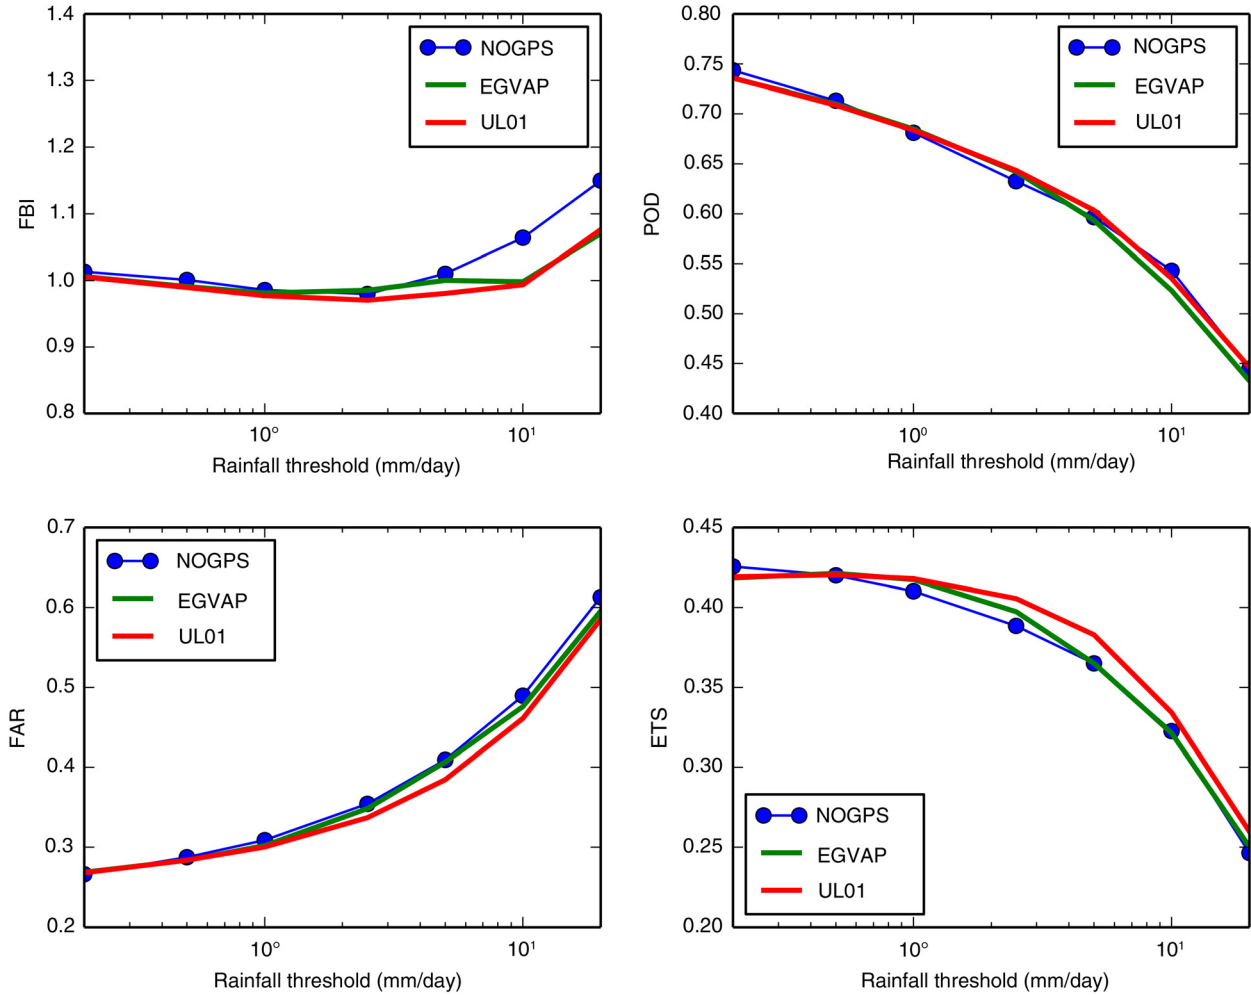 1.4
1.3
1.2
1.1
1.0
0.9
0.8
FBI
NOGPS
EGVAP
UL01
10° 10¹
Rainfall threshold (mm/day)
0.80
0.75
0.70
0.65
0.60
0.55
0.50
0.45
0.40
POD
NOGPS
EGVAP
UL01
10⁰ 10¹
Rainfall threshold (mm/day)
0.7
0.6
0.5
0.4
0.3
0.2
FAR
NOGPS
EGVAP
UL01
10° 10¹
Rainfall threshold (mm/day)
0.45
0.40
0.35
0.30
0.25
0.20
ETS
NOGPS
EGVAP
UL01
10° 10¹
Rainfall threshold (mm/day)